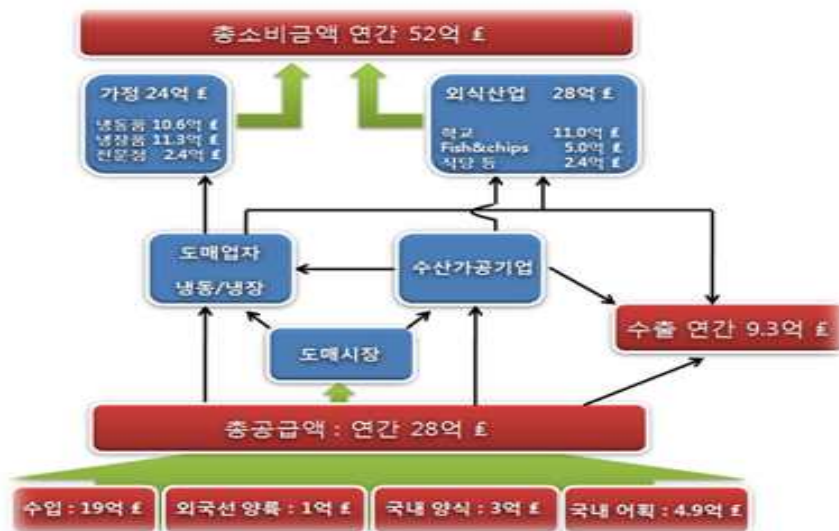 총소비금액 연간 52억 £
가정 24억 £
냉동품 10.6억 £
냉장품 11.3억 £
전문점 2.4억 £
외식산업 28억 £
학교 11.0억 £
Fish&chips 5.0억 £
식당 등 2.4억 £
도매업자
냉동/냉장
수산가공기업
도매시장
수출 연간 9.3억 £
총공급액 : 연간 28억 £
수입 : 19억 £
외국선 양륙 : 1억 £
국내 양식 : 3억 £
국내 어획 : 4.9억 £